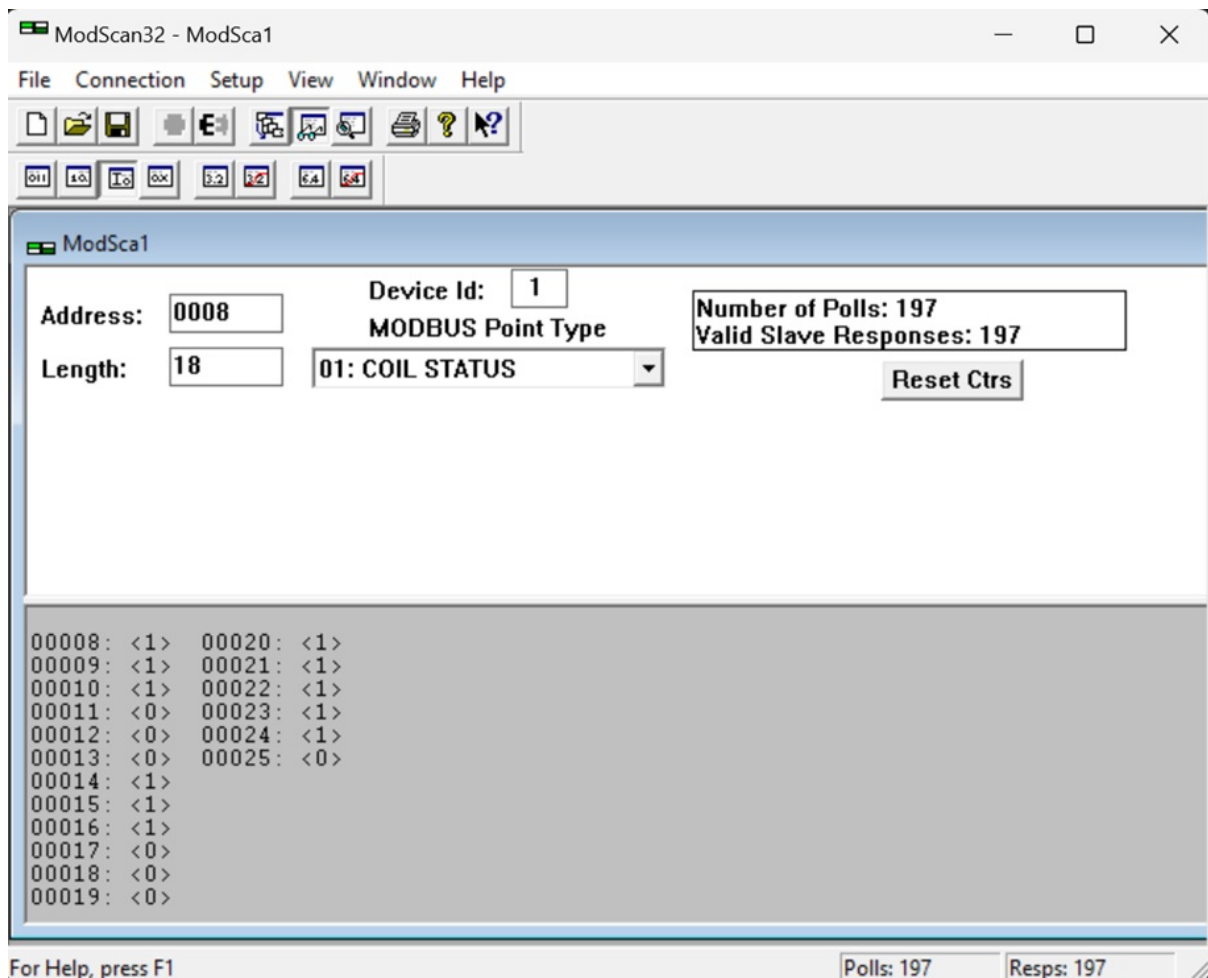 ModScan32 - ModSca1
File Connection Setup View Window Help
ModSca1
Address: 0008
Device Id: 1
MODBUS Point Type
Length: 18
01: COIL STATUS
Number of Polls: 197
Valid Slave Responses: 197
Reset Ctrs
00008: <1> 00020: <1>
00009: <1> 00021: <1>
00010: <1> 00022: <1>
00011: <0> 00023: <1>
00012: <0> 00024: <1>
00013: <0> 00025: <0>
00014: <1>
00015: <1>
00016: <1>
00017: <0>
00018: <0>
00019: <0>
For Help, press F1
Polls: 197
Resps: 197